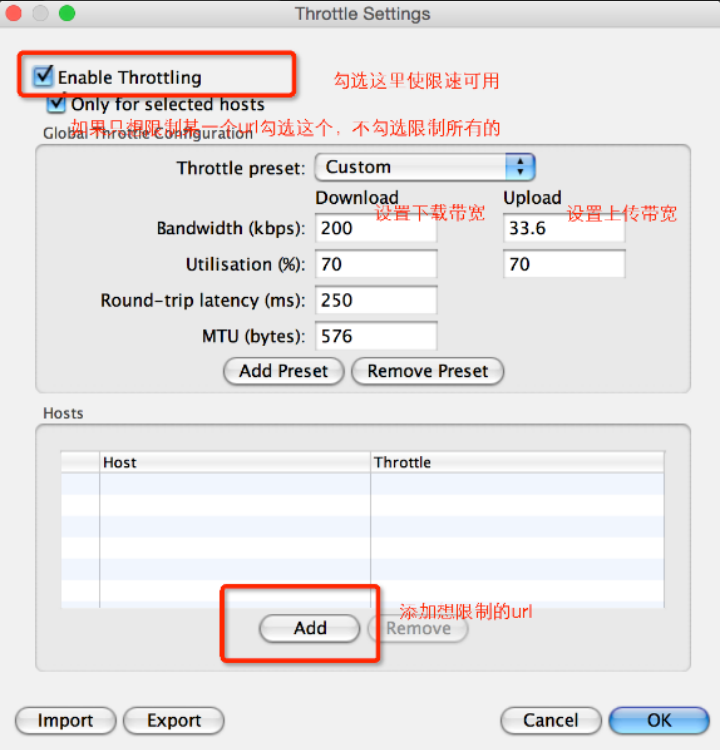 Throttle Settings
Enable Throttling
勾选这里使限速可用
Only for selected hosts
如果只想限制某一个url勾选这个，不勾选限制所有的
Global Throttle Configuration
Throttle preset: Custom
Download Upload
设置下载带宽 设置上传带宽
Bandwidth (kbps): 200 33.6
Utilisation (%): 70 70
Round-trip latency (ms): 250
MTU (bytes): 576
Add Preset Remove Preset
Hosts
Host Throttle
添加想限制的url
Add Remove
Import Export Cancel OK